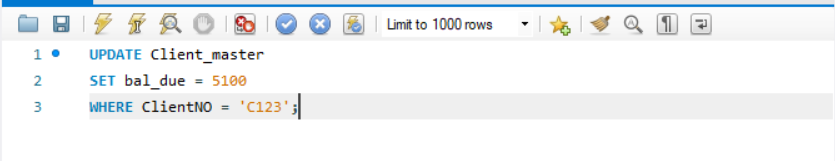 Limit to 1000 rows
1 UPDATE Client_master
2 SET bal_due = 5100
3 WHERE ClientNO = 'C123';